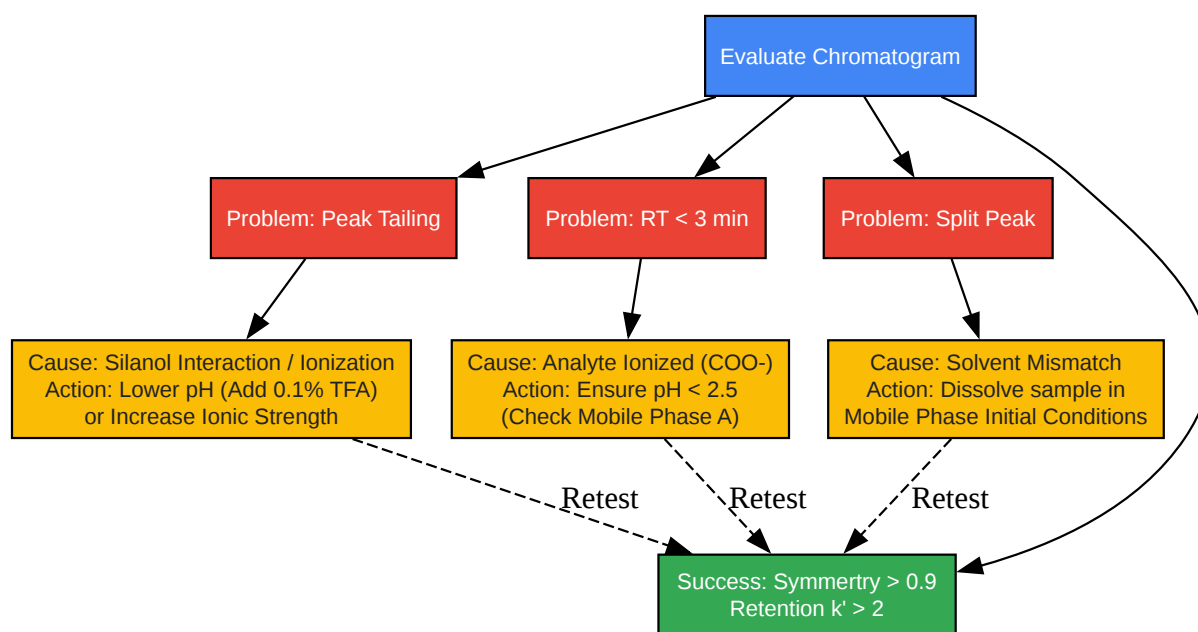 Evaluate Chromatogram
Problem: Peak Tailing
Problem: RT < 3 min
Problem: Split Peak
Cause: Silanol Interaction / Ionization
Action: Lower pH (Add 0.1% TFA)
or Increase Ionic Strength
Cause: Analyte Ionized (COO-)
Action: Ensure pH < 2.5
(Check Mobile Phase A)
Cause: Solvent Mismatch
Action: Dissolve sample in
Mobile Phase Initial Conditions
Retest
Retest
Retest
Success: Symmertry > 0.9
Retention k' > 2